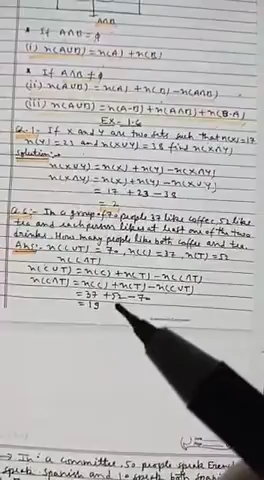 A∩B
* If A∩B = ϕ
(i) n(A∪B) = n(A) + n(B)
* If A∩B ≠ ϕ
(ii) n(A∪B) = n(A) + n(B) - n(A∩B)
(iii) n(A∪B) = n(A-B) + n(A∩B) + n(B-A)
EX - 1.6
Q.1:- If X and Y are two sets such that n(X)=17
n(Y) = 23 and n(X∪Y) = 38 find n(X∩Y)
Solution:-
n(X∪Y) = n(X) + n(Y) - n(X∩Y)
n(X∩Y) = n(X) + n(Y) - n(X∪Y)
= 17 + 23 - 38
= 2
Q.6:- In a group of 70 people 37 like coffee, 52 like
tea and each person likes at least one of the two
drinks. How many people like both coffee and tea.
Ans:- n(C∪T) = 70, n(C) = 37, n(T) = 52
n(C∩T)
n(C∪T) = n(C) + n(T) - n(C∩T)
n(C∩T) = n(C) + n(T) - n(C∪T)
= 37 + 52 - 70
= 19
→ In a committee, 50 people speak French
speak Spanish and 10 speak both